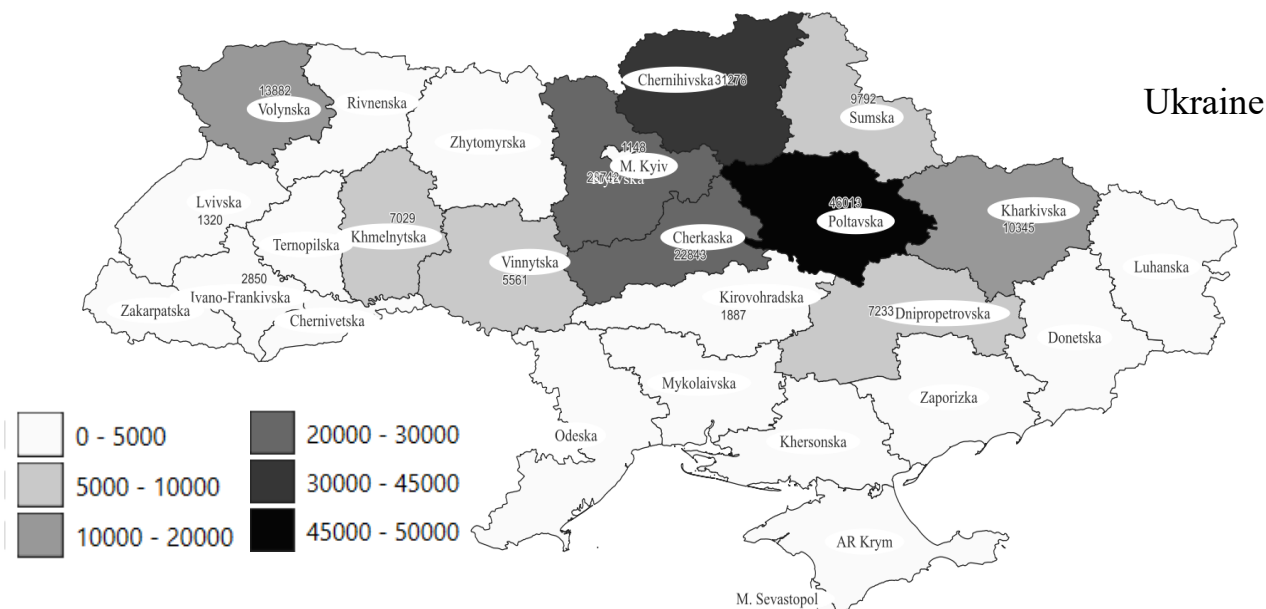 Ukraine
Chernihivska 31278
13882
Volynska
Rivnenska
9792
Sumska
Zhytomyrska
1148
M. Kyiv
Lvivska
1320
46013
Poltavska
Kharkivska
10345
7029
Khmelnytska
Ternopilska
Cherkaska
22843
Vinnytska
5561
Luhanska
2850
Ivano-Frankivska
Zakarpatska
Chernivetska
Kirovohradska
1887
7233 Dnipropetrovska
Donetska
Mykolaivska
Zaporizka
Odeska
Khersonska
AR Krym
M. Sevastopol
0 - 5000
5000 - 10000
10000 - 20000
20000 - 30000
30000 - 45000
45000 - 50000